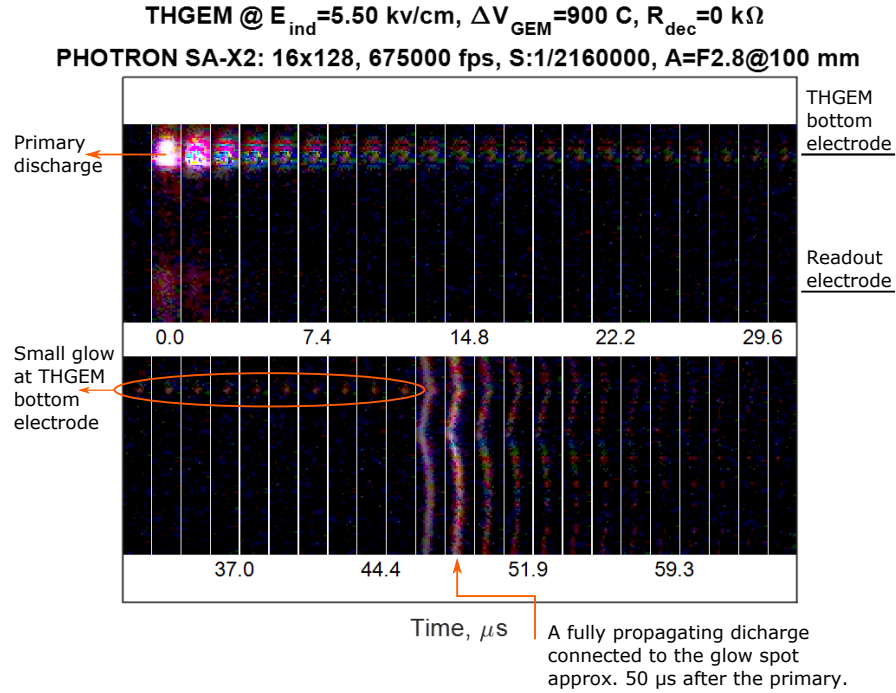 THGEM @ E_ind=5.50 kv/cm, ΔV_GEM=900 C, R_dec=0 kΩ
PHOTRON SA-X2: 16x128, 675000 fps, S:1/2160000, A=F2.8@100 mm
THGEM
bottom
electrode
Primary
discharge
Readout
electrode
0.0 7.4 14.8 22.2 29.6
Small glow
at THGEM
bottom
electrode
37.0 44.4 51.9 59.3
Time, μs
A fully propagating dicharge
connected to the glow spot
approx. 50 μs after the primary.